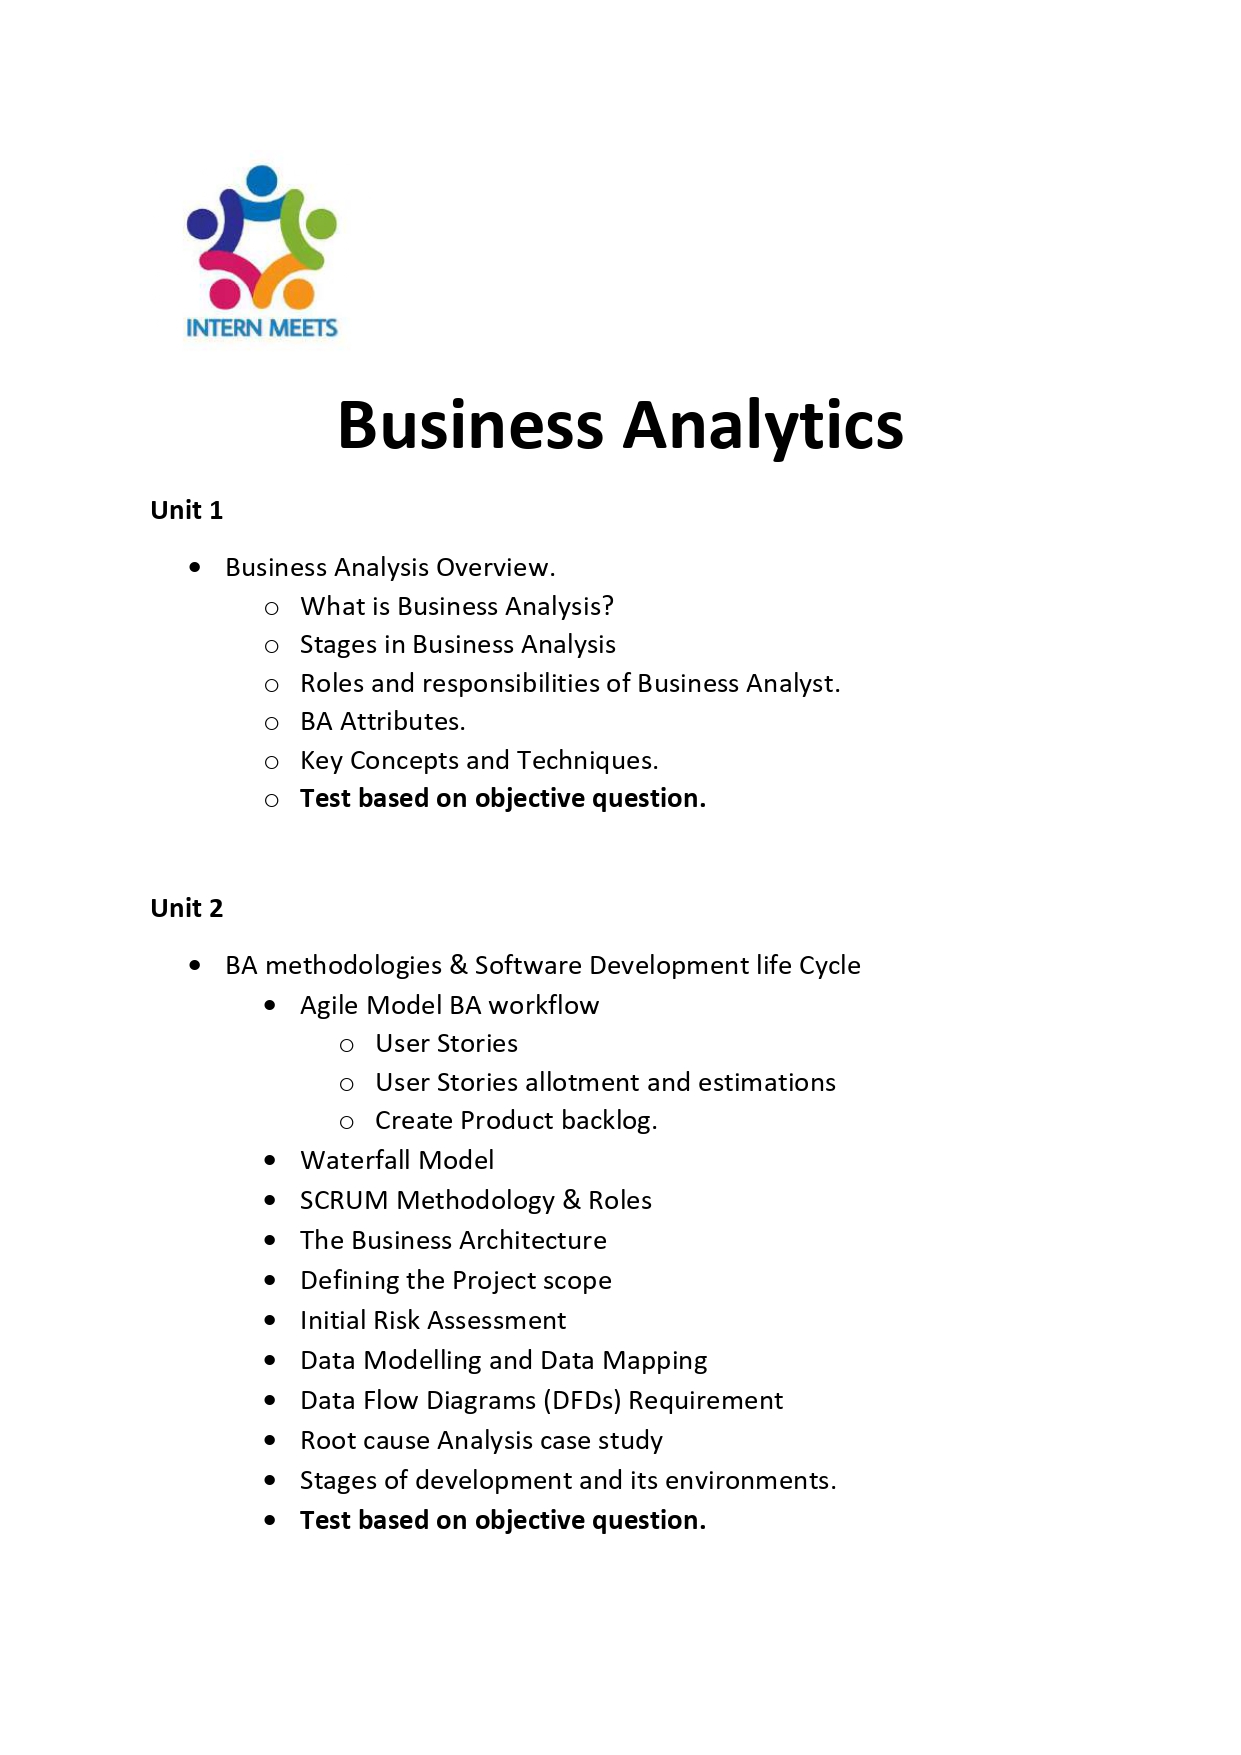 INTERN MEETS
Business Analytics
Unit 1
• Business Analysis Overview.
o What is Business Analysis?
o Stages in Business Analysis
o Roles and responsibilities of Business Analyst.
o BA Attributes.
o Key Concepts and Techniques.
o Test based on objective question.
Unit 2
• BA methodologies & Software Development life Cycle
• Agile Model BA workflow
o User Stories
o User Stories allotment and estimations
o Create Product backlog.
• Waterfall Model
• SCRUM Methodology & Roles
• The Business Architecture
• Defining the Project scope
• Initial Risk Assessment
• Data Modelling and Data Mapping
• Data Flow Diagrams (DFDs) Requirement
• Root cause Analysis case study
• Stages of development and its environments.
• Test based on objective question.